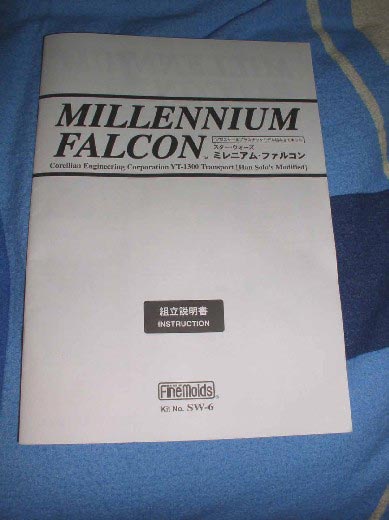 MILLENNIUM
FALCON
スター・ウォーズ
ミレニアム・ファルコン
Corellian Engineering Corporation YT-1300 Transport [Han Solo's Modified]
組立説明書
INSTRUCTION
FineMolds
Kit No. SW-6